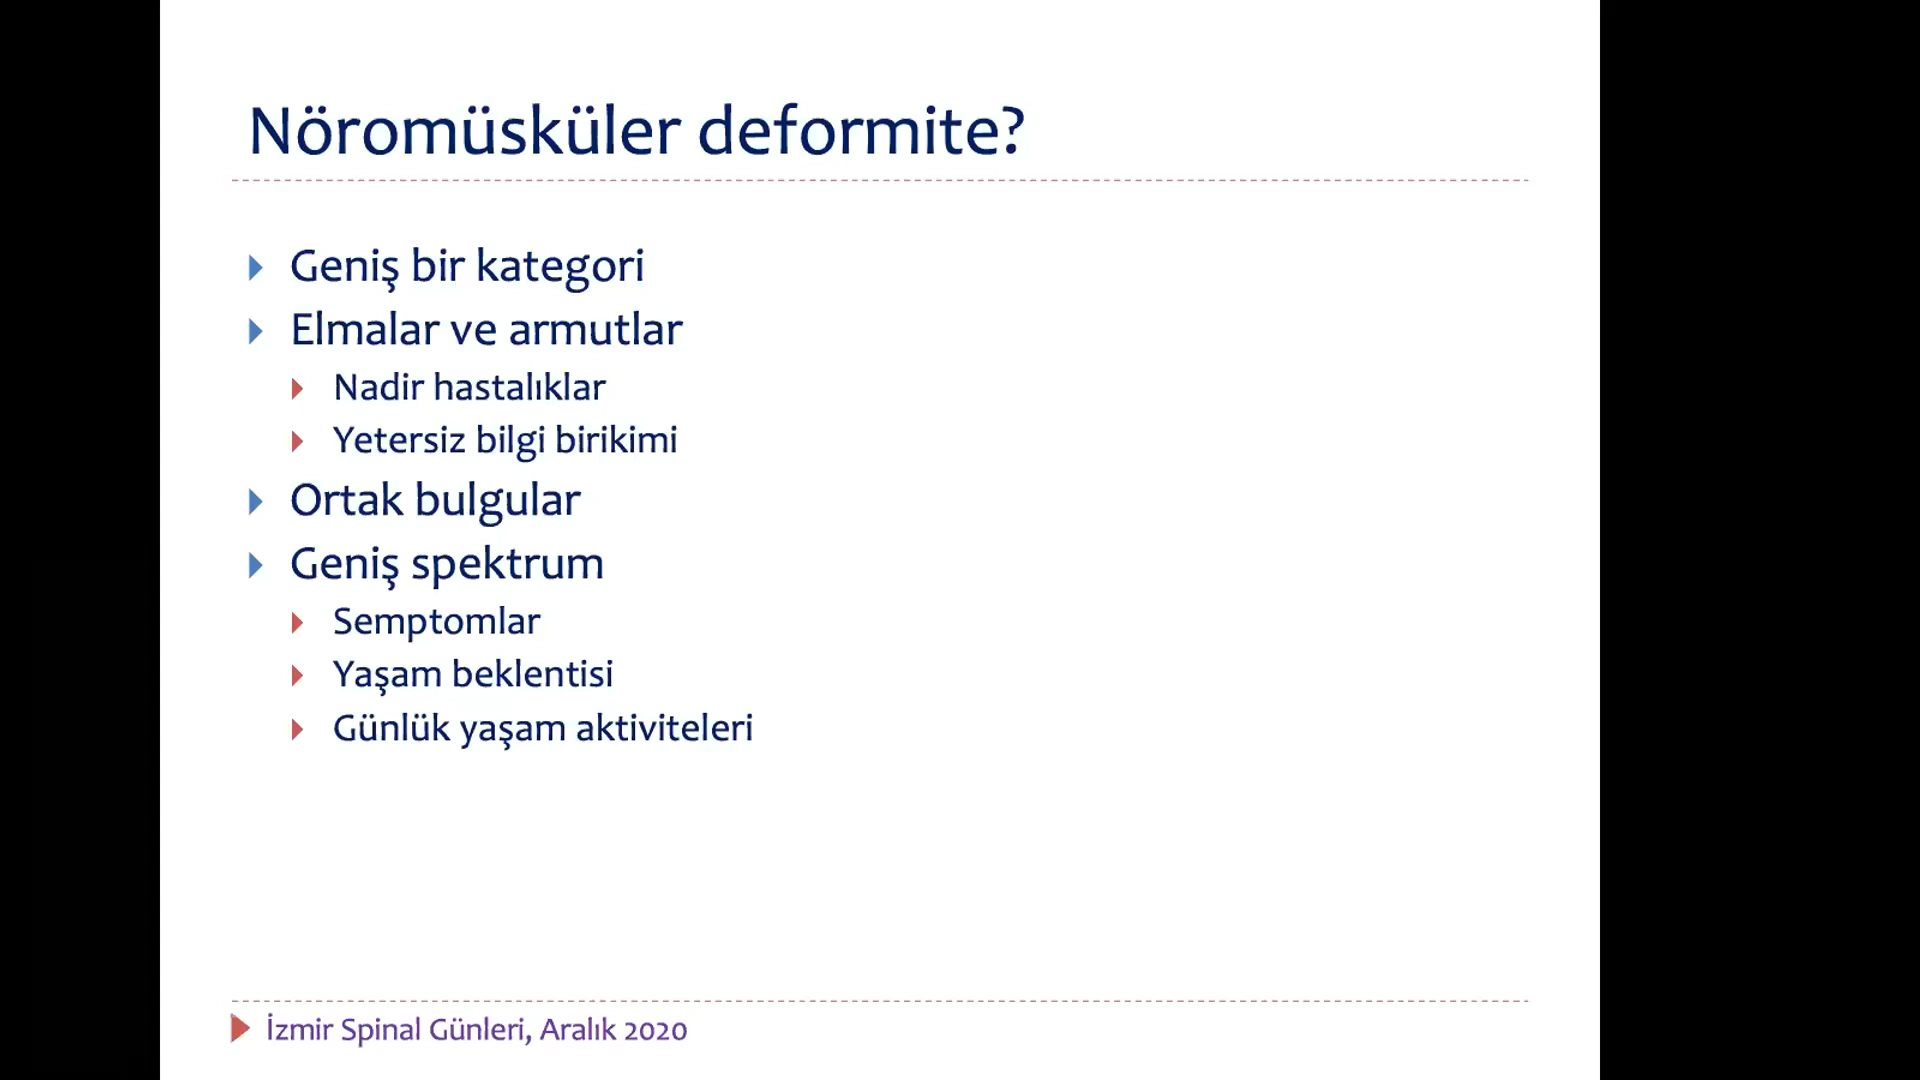 Nöromüsküler deformite?
Geniş bir kategori
Elmalar ve armutlar
Nadir hastalıklar
Yetersiz bilgi birikimi
Ortak bulgular
Geniş spektrum
Semptomlar
Yaşam beklentisi
Günlük yaşam aktiviteleri
İzmir Spinal Günleri, Aralık 2020